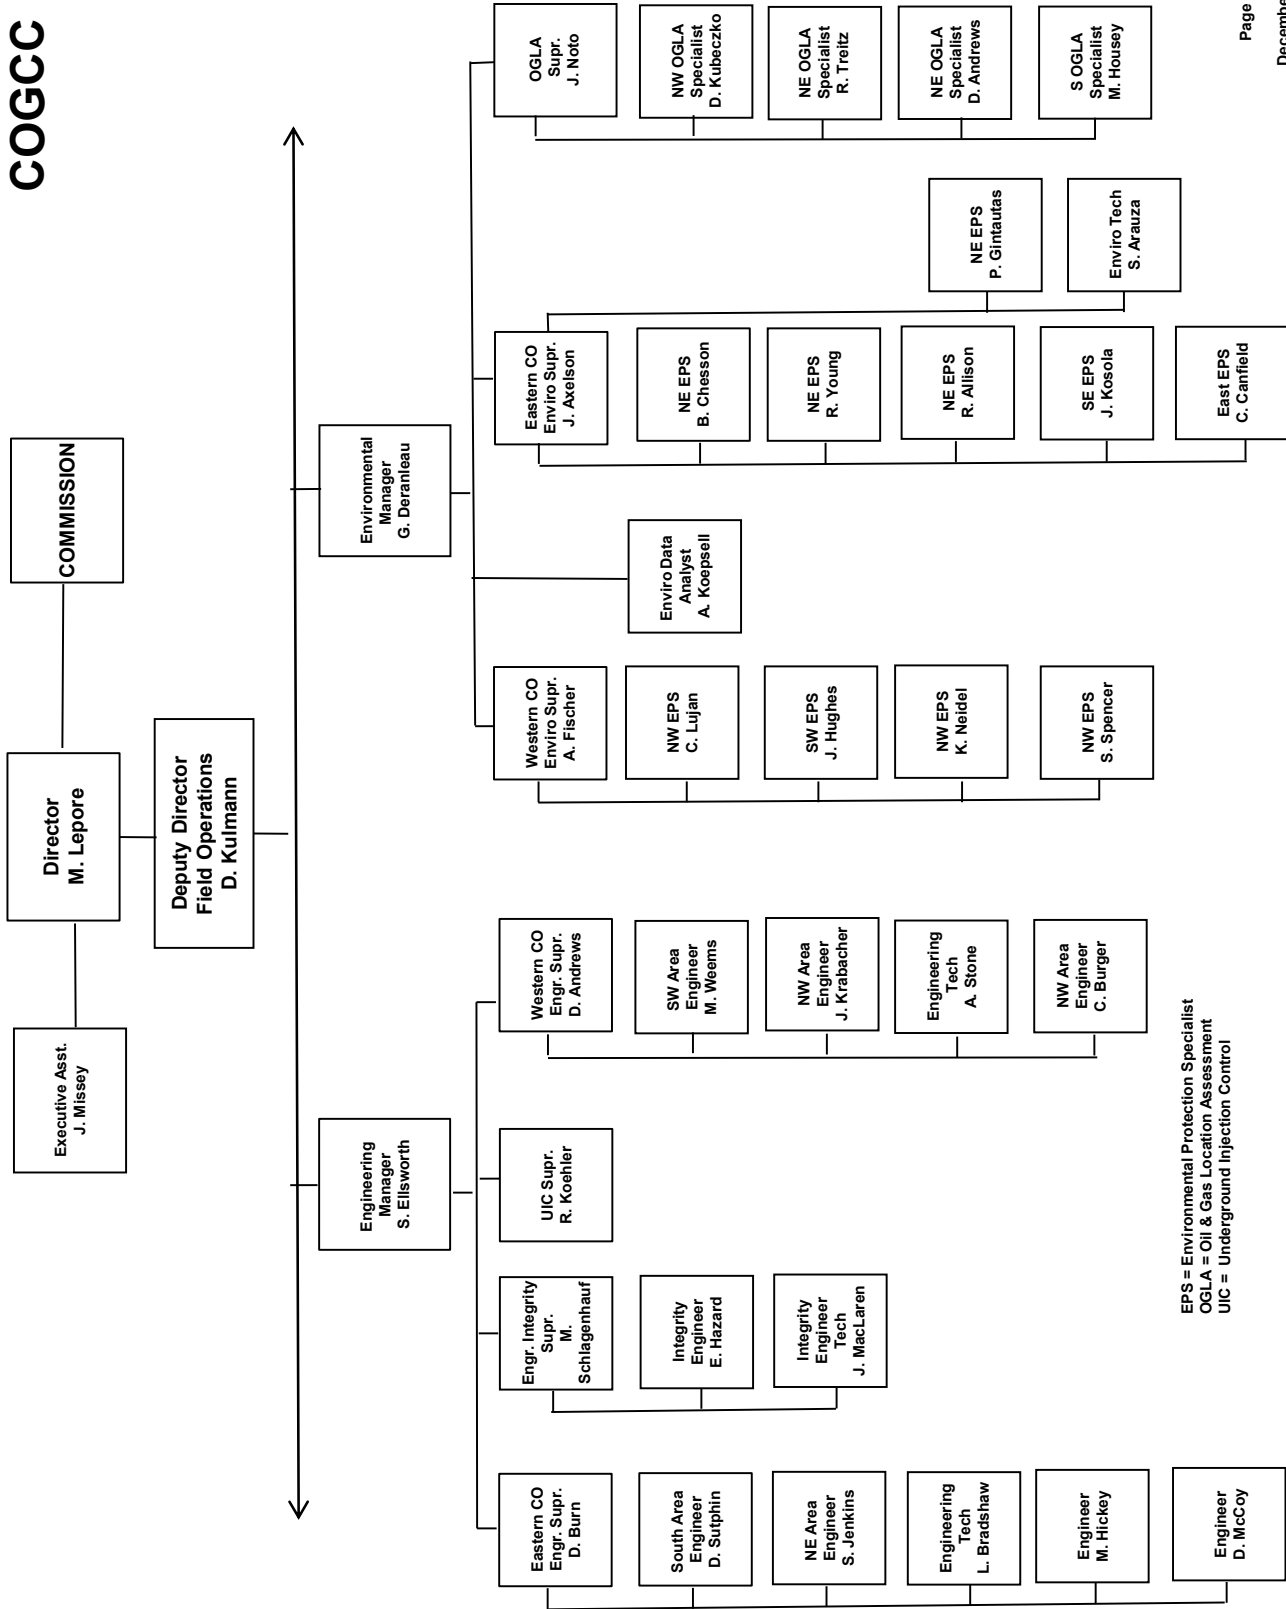 COGCC
COMMISSION
Director
M. Lepore
Executive Asst.
J. Missey
Deputy Director
Field Operations
D. Kulmann
Engineering
Manager
S. Ellsworth
Environmental
Manager
G. Deranleau
Eastern CO
Engr. Supr.
D. Burn
South Area
Engineer
D. Sutphin
NE Area
Engineer
S. Jenkins
Engineering
Tech
L. Bradshaw
Engineer
M. Hickey
Engineer
D. McCoy
Engr. Integrity
Supr.
M.
Schlagenhauf
Integrity
Engineer
E. Hazard
Integrity
Engineer
Tech
J. MacLaren
UIC Supr.
R. Koehler
Western CO
Engr. Supr.
D. Andrews
SW Area
Engineer
M. Weems
NW Area
Engineer
J. Krabacher
Engineering
Tech
A. Stone
NW Area
Engineer
C. Burger
Western CO
Enviro Supr.
A. Fischer
NW EPS
C. Lujan
SW EPS
J. Hughes
NW EPS
K. Neidel
NW EPS
S. Spencer
Enviro Data
Analyst
A. Koepsell
Eastern CO
Enviro Supr.
J. Axelson
NE EPS
B. Chesson
NE EPS
R. Young
NE EPS
R. Allison
SE EPS
J. Kosola
East EPS
C. Canfield
NE EPS
P. Gintautas
Enviro Tech
S. Arauza
OGLA
Supr.
J. Noto
NW OGLA
Specialist
D. Kubeczko
NE OGLA
Specialist
R. Treitz
NE OGLA
Specialist
D. Andrews
S OGLA
Specialist
M. Housey
EPS = Environmental Protection Specialist
OGLA = Oil & Gas Location Assessment
UIC = Underground Injection Control
Page
December